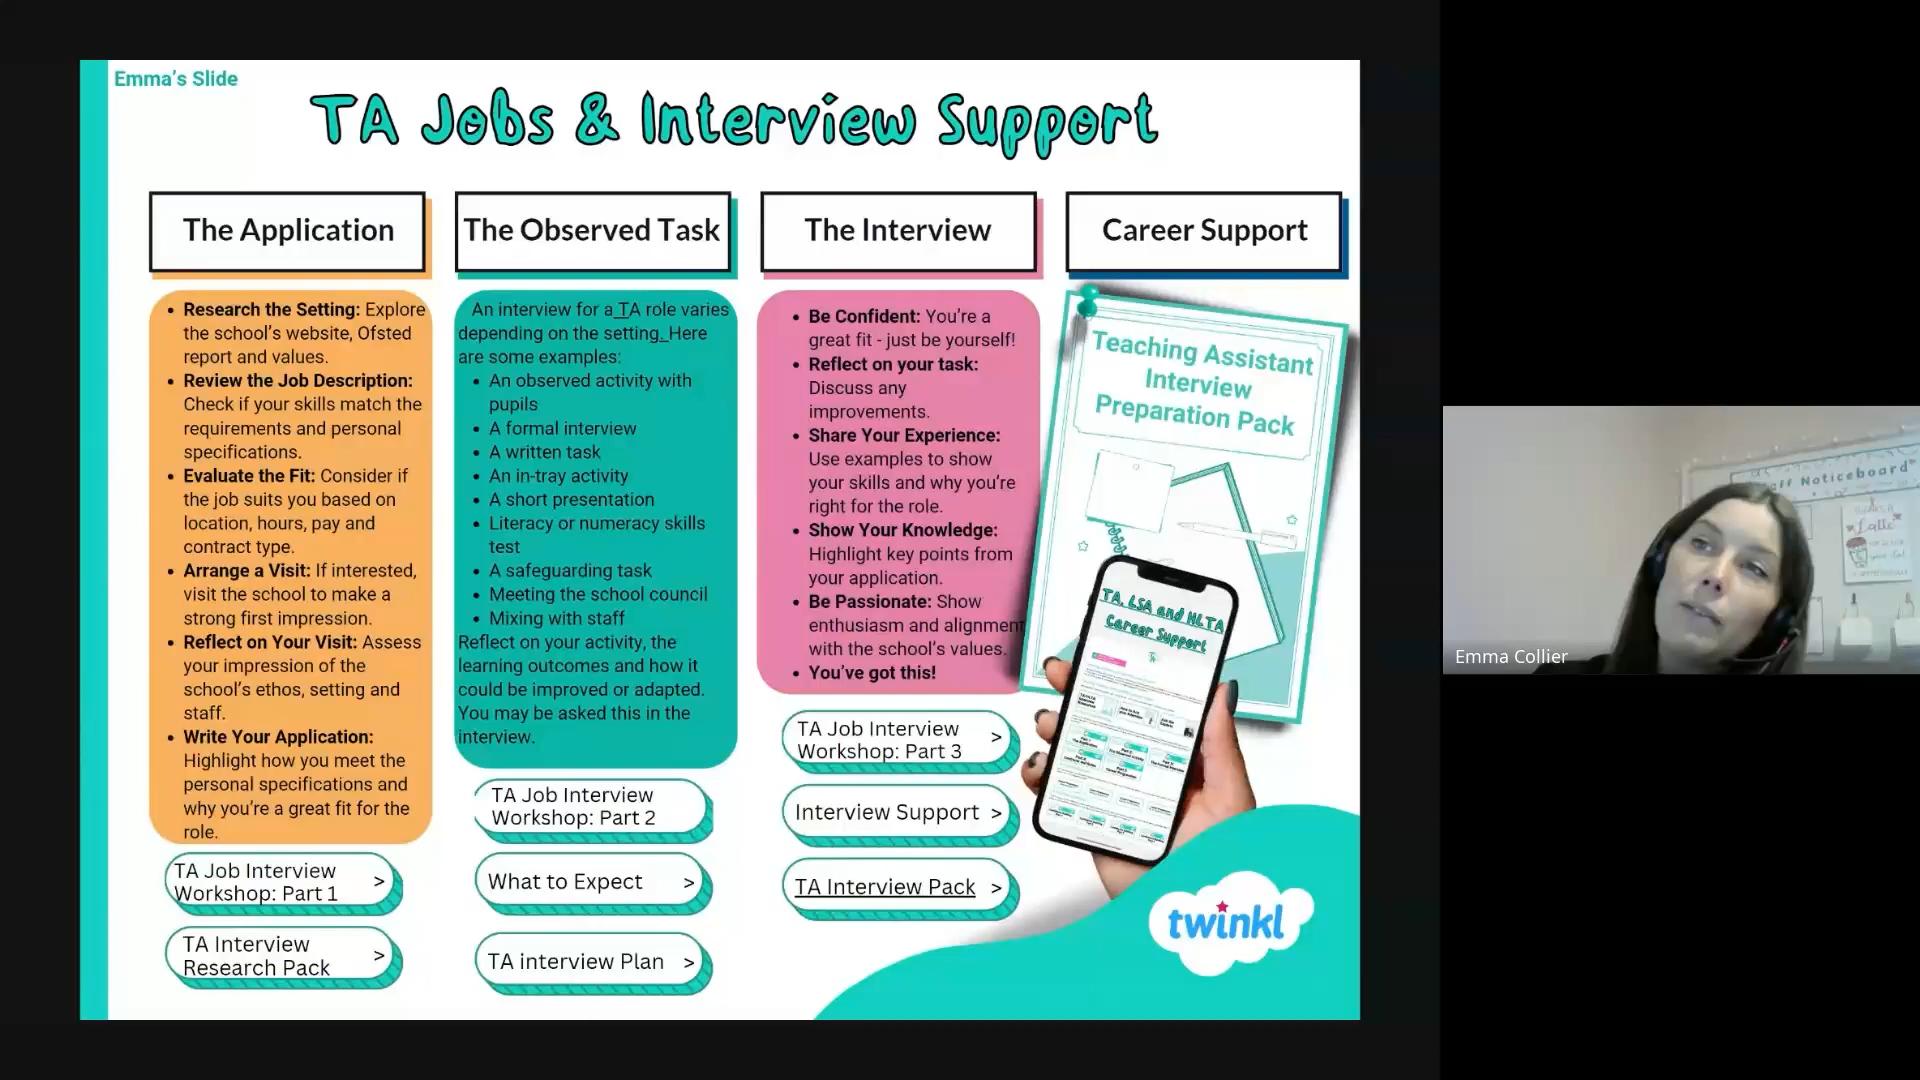 Emma's Slide
TA Jobs & Interview Support
The Application
The Observed Task
The Interview
Career Support
• Research the Setting: Explore
the school's website, Ofsted
report and values.
• Review the Job Description:
Check if your skills match the
requirements and personal
specifications.
• Evaluate the Fit: Consider if
the job suits you based on
location, hours, pay and
contract type.
• Arrange a Visit: If interested,
visit the school to make a
strong first impression.
• Reflect on Your Visit: Assess
your impression of the
school's ethos, setting and
staff.
• Write Your Application:
Highlight how you meet the
personal specifications and
why you're a great fit for the
role.
TA Job Interview
Workshop: Part 1 >
TA Interview
Research Pack >
An interview for a TA role varies
depending on the setting. Here
are some examples:
• An observed activity with
pupils
• A formal interview
• A written task
• An in-tray activity
• A short presentation
• Literacy or numeracy skills
test
• A safeguarding task
• Meeting the school council
• Mixing with staff
Reflect on your activity, the
learning outcomes and how it
could be improved or adapted.
You may be asked this in the
interview.
TA Job Interview
Workshop: Part 2
What to Expect >
TA interview Plan >
• Be Confident: You're a
great fit - just be yourself!
• Reflect on your task:
Discuss any
improvements.
• Share Your Experience:
Use examples to show
your skills and why you're
right for the role.
• Show Your Knowledge:
Highlight key points from
your application.
• Be Passionate: Show
enthusiasm and alignment
with the school's values.
• You've got this!
TA Job Interview
Workshop: Part 3 >
Interview Support >
TA Interview Pack >
Teaching Assistant
Interview
Preparation Pack
TA, LSA and HLTA
Career Support
twinkl
Noticeboard
Latte
Emma Collier